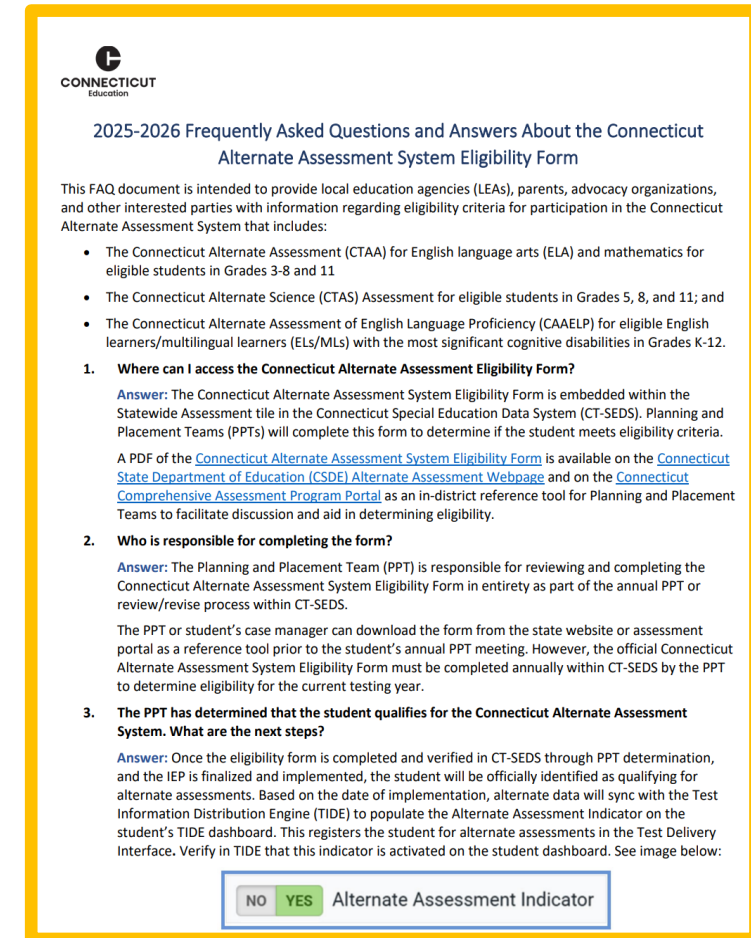 CONNECTICUT
Education
2025-2026 Frequently Asked Questions and Answers About the Connecticut
Alternate Assessment System Eligibility Form
This FAQ document is intended to provide local education agencies (LEAs), parents, advocacy organizations,
and other interested parties with information regarding eligibility criteria for participation in the Connecticut
Alternate Assessment System that includes:
• The Connecticut Alternate Assessment (CTAA) for English language arts (ELA) and mathematics for
eligible students in Grades 3-8 and 11
• The Connecticut Alternate Science (CTAS) Assessment for eligible students in Grades 5, 8, and 11; and
• The Connecticut Alternate Assessment of English Language Proficiency (CAAELP) for eligible English
learners/multilingual learners (ELs/MLs) with the most significant cognitive disabilities in Grades K-12.
1. Where can I access the Connecticut Alternate Assessment Eligibility Form?
Answer: The Connecticut Alternate Assessment System Eligibility Form is embedded within the
Statewide Assessment tile in the Connecticut Special Education Data System (CT-SEDS). Planning and
Placement Teams (PPTs) will complete this form to determine if the student meets eligibility criteria.
A PDF of the Connecticut Alternate Assessment System Eligibility Form is available on the Connecticut
State Department of Education (CSDE) Alternate Assessment Webpage and on the Connecticut
Comprehensive Assessment Program Portal as an in-district reference tool for Planning and Placement
Teams to facilitate discussion and aid in determining eligibility.
2. Who is responsible for completing the form?
Answer: The Planning and Placement Team (PPT) is responsible for reviewing and completing the
Connecticut Alternate Assessment System Eligibility Form in entirety as part of the annual PPT or
review/revise process within CT-SEDS.
The PPT or student's case manager can download the form from the state website or assessment
portal as a reference tool prior to the student's annual PPT meeting. However, the official Connecticut
Alternate Assessment System Eligibility Form must be completed annually within CT-SEDS by the PPT
to determine eligibility for the current testing year.
3. The PPT has determined that the student qualifies for the Connecticut Alternate Assessment
System. What are the next steps?
Answer: Once the eligibility form is completed and verified in CT-SEDS through PPT determination,
and the IEP is finalized and implemented, the student will be officially identified as qualifying for
alternate assessments. Based on the date of implementation, alternate data will sync with the Test
Information Distribution Engine (TIDE) to populate the Alternate Assessment Indicator on the
student's TIDE dashboard. This registers the student for alternate assessments in the Test Delivery
Interface. Verify in TIDE that this indicator is activated on the student dashboard. See image below:
NO YES Alternate Assessment Indicator